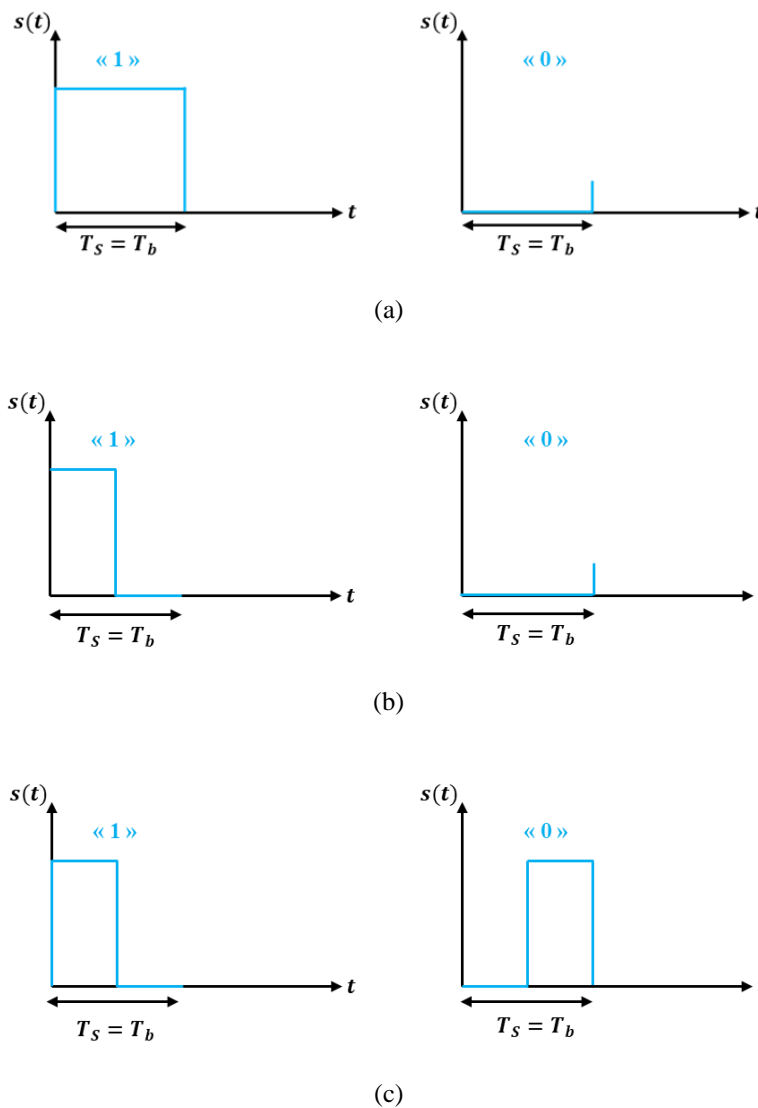 s(t) s(t)
« 1 » « 0 »
t t
T_S = T_b T_S = T_b
(a)
s(t) s(t)
« 1 » « 0 »
t
T_S = T_b T_S = T_b
(b)
s(t) s(t)
« 1 » « 0 »
t
T_S = T_b T_S = T_b
(c)